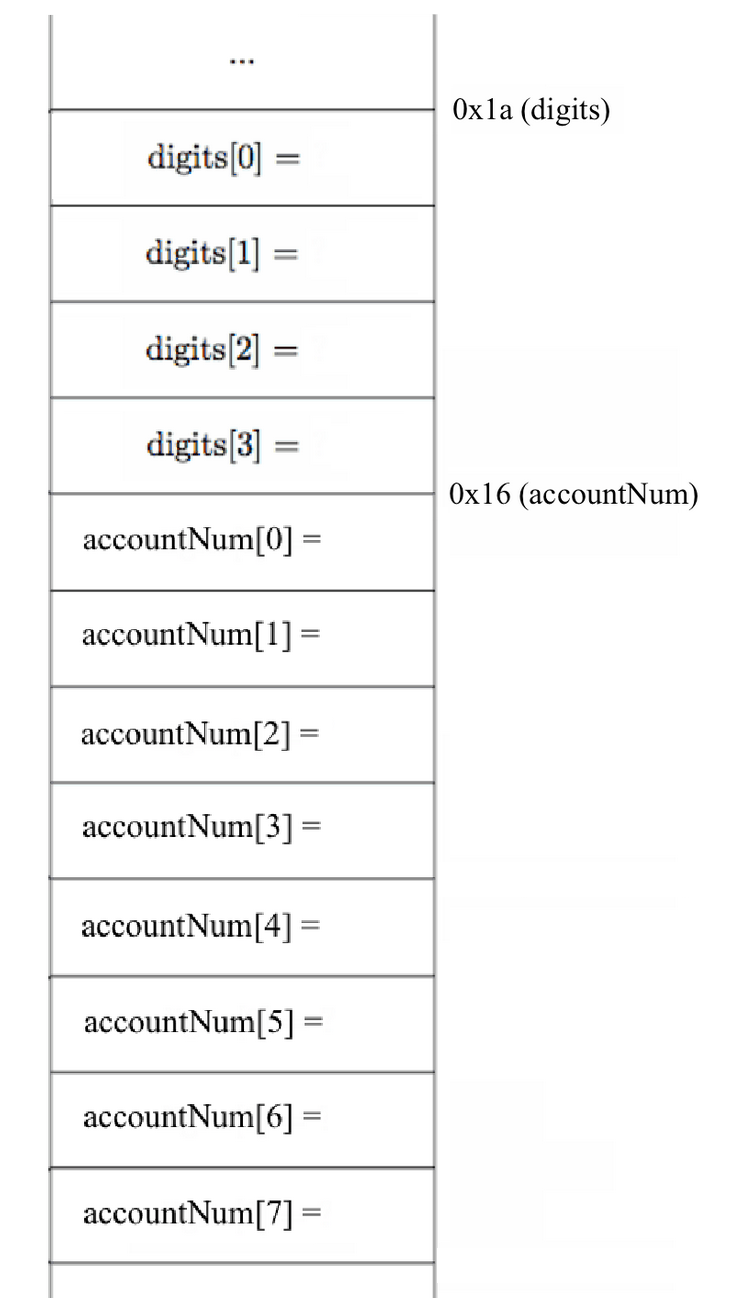 ...
0x1a (digits)
digits[0] =
digits[1] =
digits[2] =
digits[3] =
0x16 (accountNum)
accountNum[0] =
accountNum[1] =
accountNum[2] =
accountNum[3] =
accountNum[4] =
accountNum[5] =
accountNum[6] =
accountNum[7] =